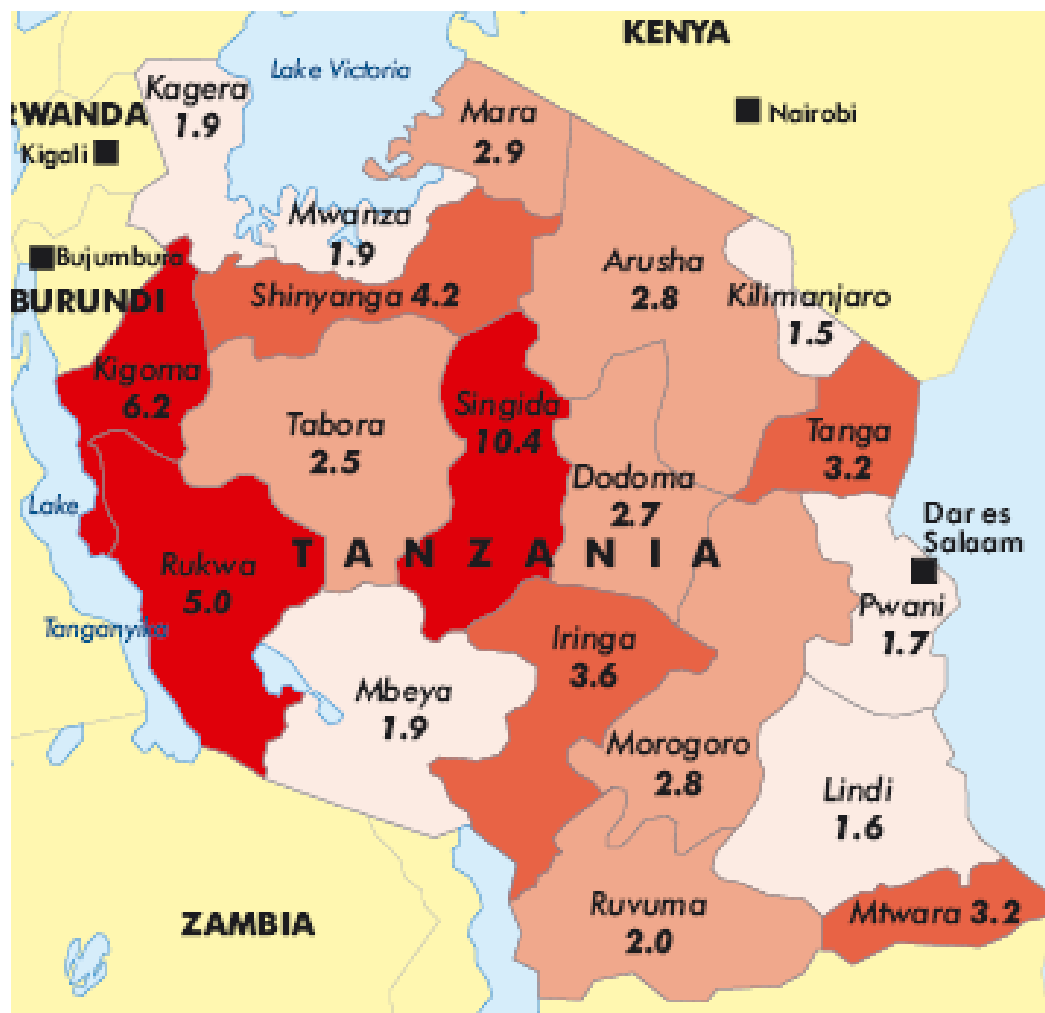 KENYA
Lake Victoria
Kagera
1.9
Mara
2.9
Nairobi
RWANDA
Kigali
Mwanza
1.9
Bujumbura
Arusha
2.8
Kilimanjaro
1.5
BURUNDI
Shinyanga 4.2
Kigoma
6.2
Singida
10.4
Tabora
2.5
Tanga
3.2
Dodoma
2.7
Lake
Dar es
Salaam
TANZANIA
Rukwa
5.0
Pwani
1.7
Tanganyika
Iringa
3.6
Mbeya
1.9
Morogoro
2.8
Lindi
1.6
Ruvuma
2.0
Mtwara 3.2
ZAMBIA